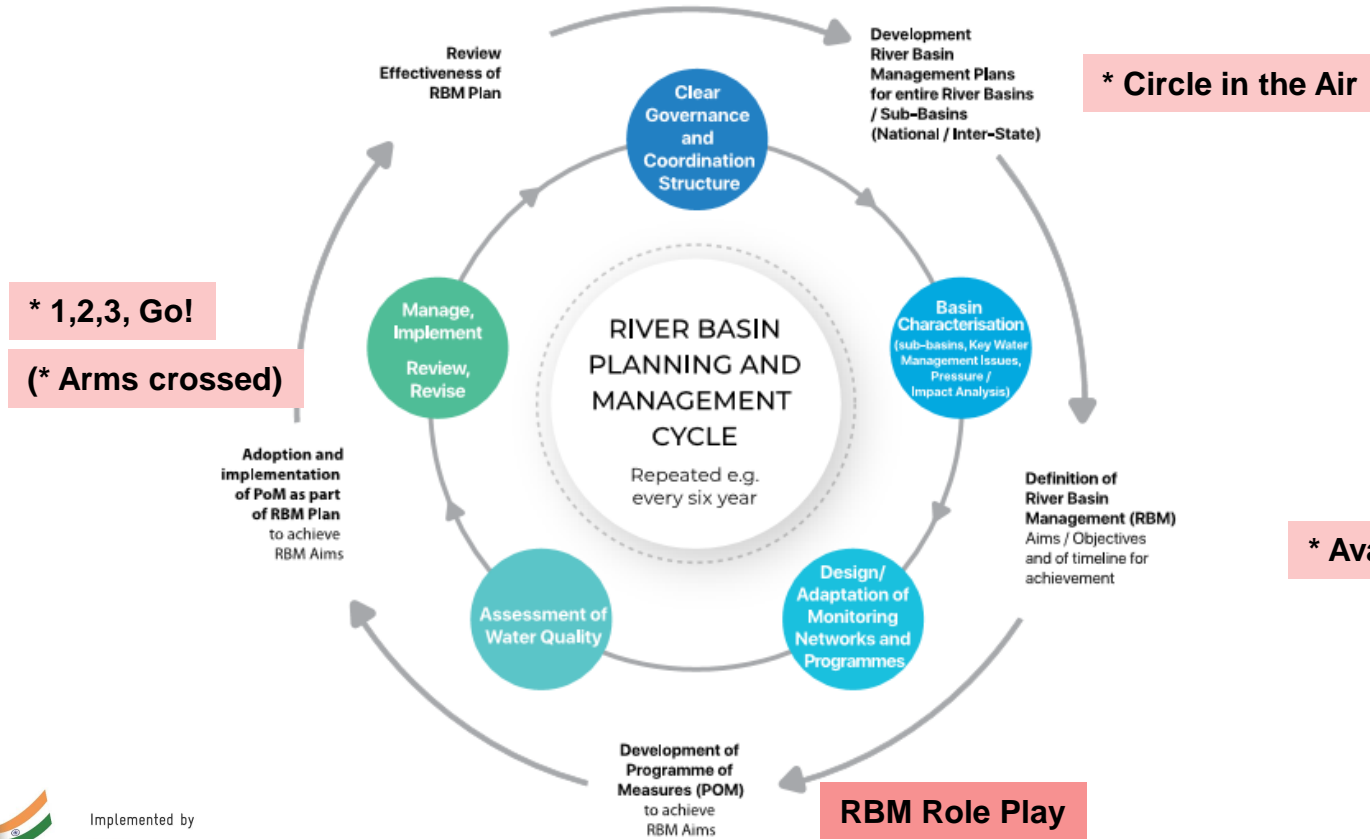 Review
Effectiveness of
RBM Plan
Development
River Basin
Management Plans
for entire River Basins
/ Sub-Basins
(National / Inter-State)
* Circle in the Air
Clear
Governance
and
Coordination
Structure
* 1,2,3, Go!
(* Arms crossed)
Manage,
Implement
Review,
Revise
RIVER BASIN
PLANNING AND
MANAGEMENT
CYCLE
Repeated e.g.
every six year
Basin
Characterisation
(sub-basins, Key Water
Management Issues,
Pressure /
Impact Analysis)
Adoption and
implementation
of PoM as part
of RBM Plan
to achieve
RBM Aims
Definition of
River Basin
Management (RBM)
Aims / Objectives
and of timeline for
achievement
* Ava
Assessment of
Water Quality
Design/
Adaptation of
Monitoring
Networks and
Programmes
Development of
Programme of
Measures (POM)
to achieve
RBM Aims
RBM Role Play
Implemented by